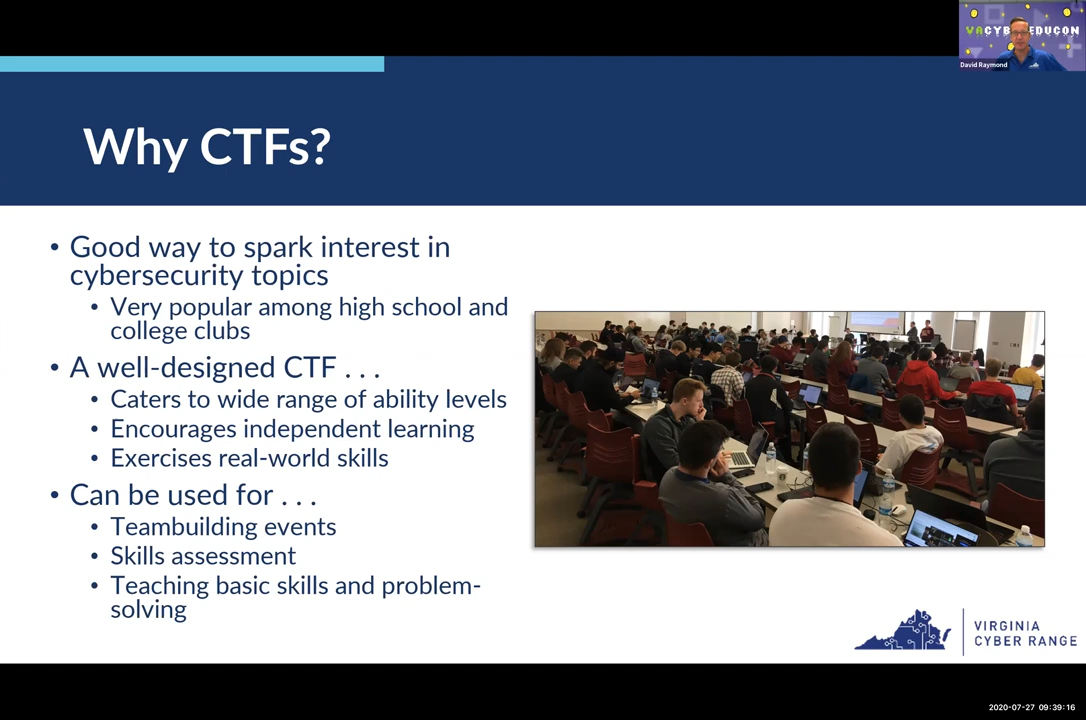 VACYBEREDUCON
David Raymond
Why CTFs?
• Good way to spark interest in
cybersecurity topics
• Very popular among high school and
college clubs
• A well-designed CTF . . .
• Caters to wide range of ability levels
• Encourages independent learning
• Exercises real-world skills
• Can be used for . . .
• Teambuilding events
• Skills assessment
• Teaching basic skills and problem-
solving
VIRGINIA
CYBER RANGE
2020-07-27 09:39:16